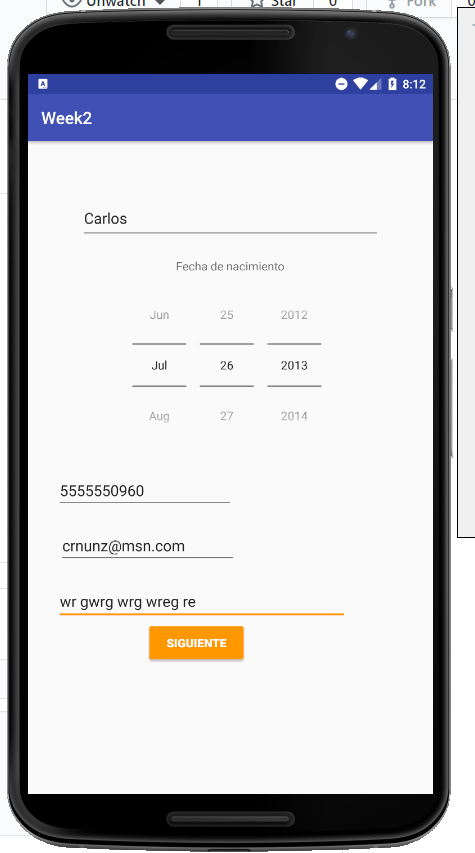 Unwatch 1 Star 0 Fork
8:12
Week2
Carlos
Fecha de nacimiento
Jun 25 2012
Jul 26 2013
Aug 27 2014
5555550960
crnunz@msn.com
wr gwrg wrg wreg re
SIGUIENTE